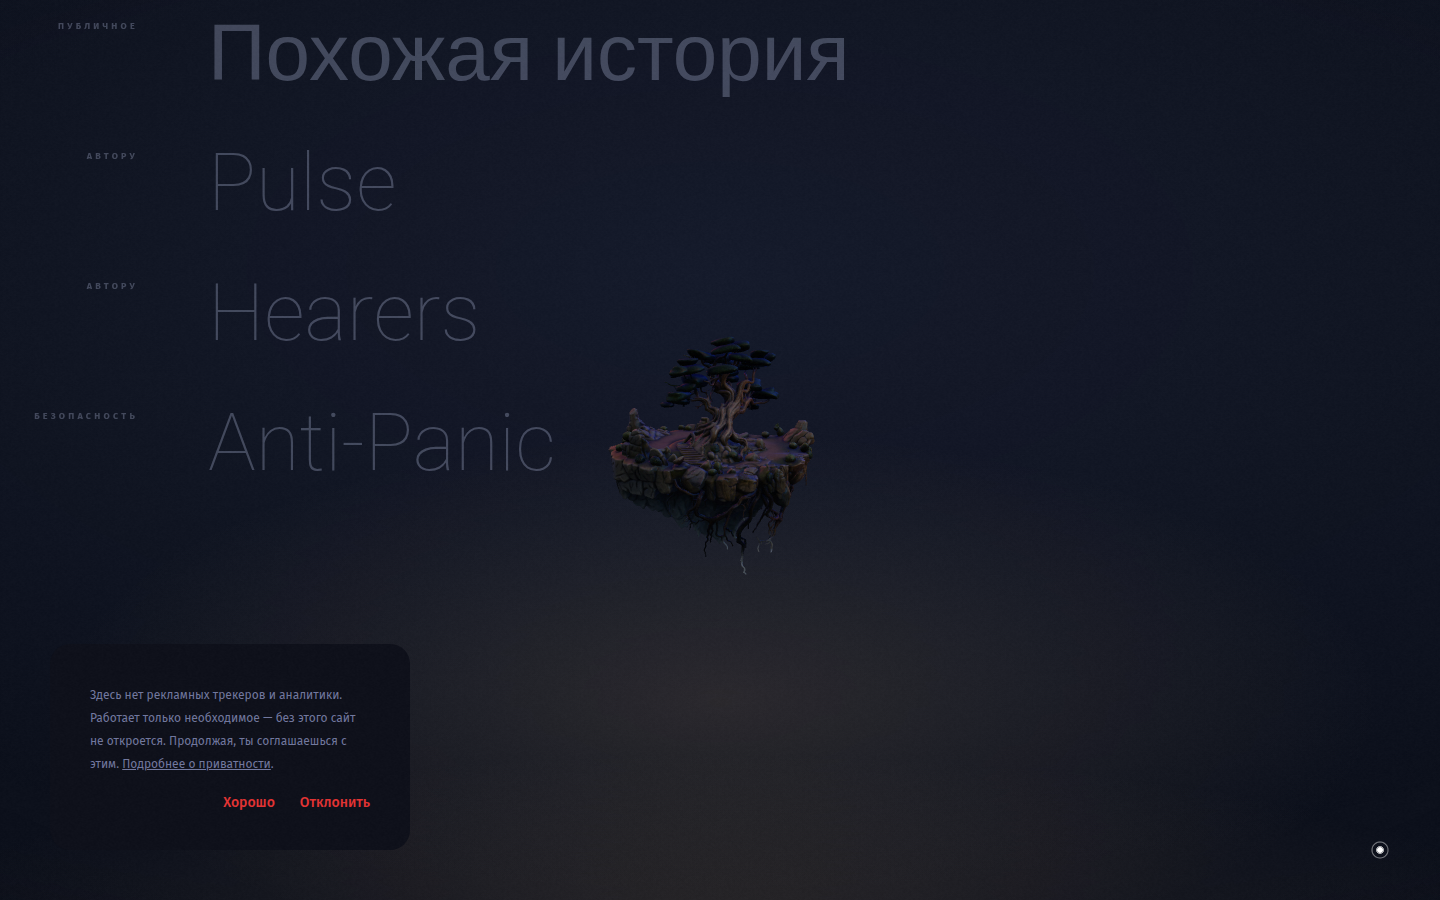 ПУБЛИЧНОЕ
Похожая история
АВТОРУ
Pulse
АВТОРУ
Hearers
БЕЗОПАСНОСТЬ
Anti-Panic
Здесь нет рекламных трекеров и аналитики.
Работает только необходимое — без этого сайт
не откроется. Продолжая, ты соглашаешься с
этим. Подробнее о приватности.
Хорошо Отклонить